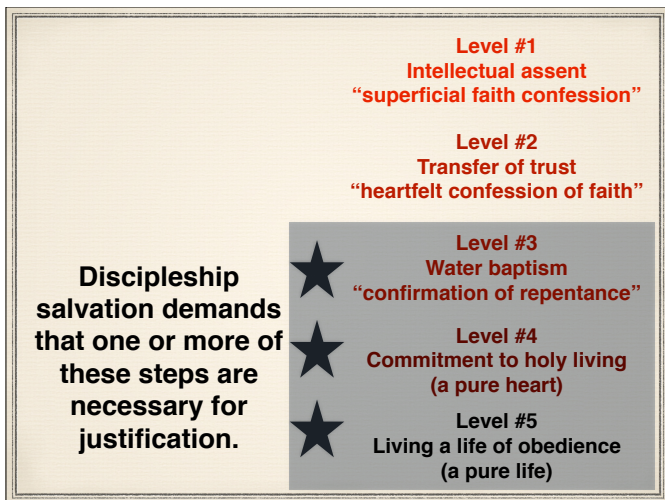 Level #1
Intellectual assent
“superficial faith confession”
Level #2
Transfer of trust
“heartfelt confession of faith”
Level #3
Water baptism
“confirmation of repentance”
Level #4
Commitment to holy living
(a pure heart)
Level #5
Living a life of obedience
(a pure life)
Discipleship
salvation demands
that one or more of
these steps are
necessary for
justification.